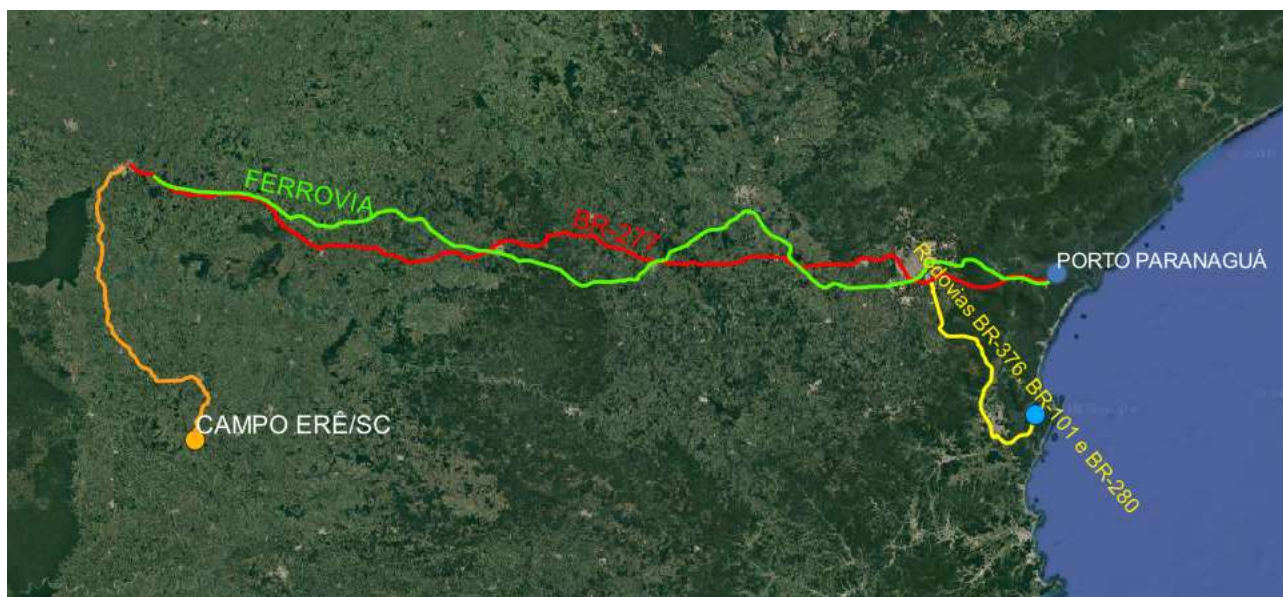 FERROVIA
BR-277
PORTO PARANAGUÁ
Rodovias BR-376, BR-101 e BR-280
CAMPO ERÊ/SC